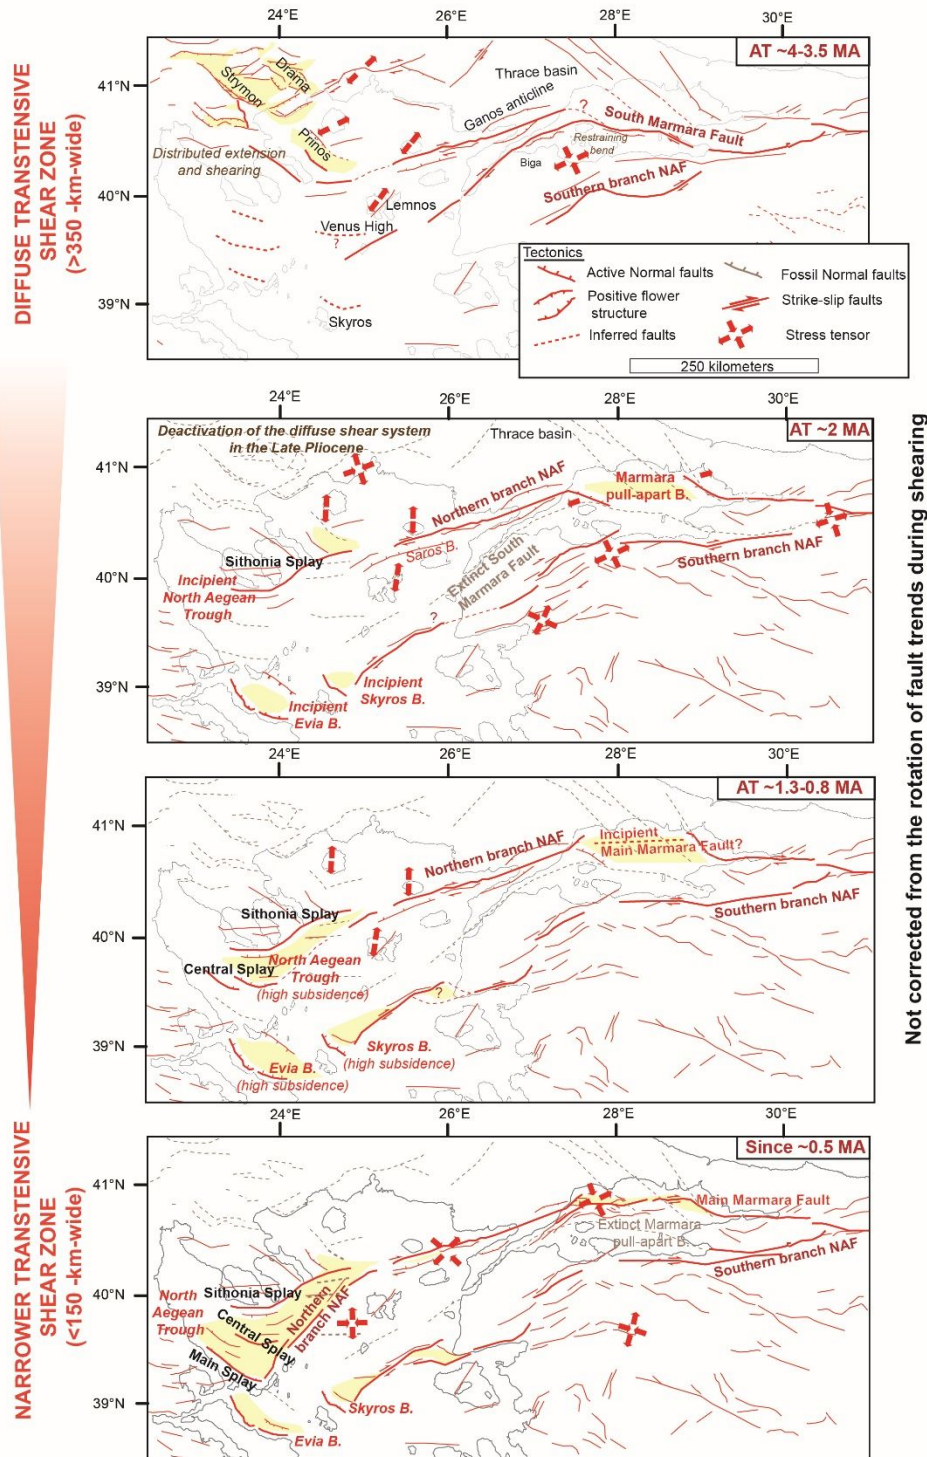 24°E 26°E 28°E 30°E
AT ~4-3.5 MA
41°N
40°N
39°N
Strymon
Drama
Prinos
Thrace basin
Ganos anticline
?
South Marmara Fault
Restraining
bend
Biga
Distributed extension
and shearing
Southern branch NAF
Lemnos
Venus High
?
Skyros
Tectonics
Active Normal faults
Fossil Normal faults
Positive flower
structure
Strike-slip faults
Inferred faults
Stress tensor
250 kilometers
DIFFUSE TRANSTENSIVE
SHEAR ZONE
(>350 -km-wide)
24°E 26°E 28°E 30°E
AT ~2 MA
41°N
40°N
39°N
Deactivation of the diffuse shear system
in the Late Pliocene
Thrace basin
Northern branch NAF
Marmara
pull-apart B.
Saros B.
Sithonia Splay
Extinct South
Marmara Fault
Southern branch NAF
Incipient
North Aegean
Trough
?
Incipient
Skyros B.
Incipient
Evia B.
24°E 26°E 28°E 30°E
AT ~1.3-0.8 MA
41°N
40°N
39°N
Incipient
Main Marmara Fault?
Northern branch NAF
Sithonia Splay
Southern branch NAF
Central Splay
North Aegean
Trough
(high subsidence)
?
Skyros B.
(high subsidence)
Evia B.
(high subsidence)
24°E 26°E 28°E 30°E
Since ~0.5 MA
41°N
40°N
39°N
Main Marmara Fault
Extinct Marmara
pull-apart B.
Southern branch NAF
Sithonia Splay
North
Aegean
Trough
Central Splay
Northern
branch NAF
Main Splay
Skyros B.
Evia B.
NARROWER TRANSTENSIVE
SHEAR ZONE
(<150 -km-wide)
Not corrected from the rotation of fault trends during shearing